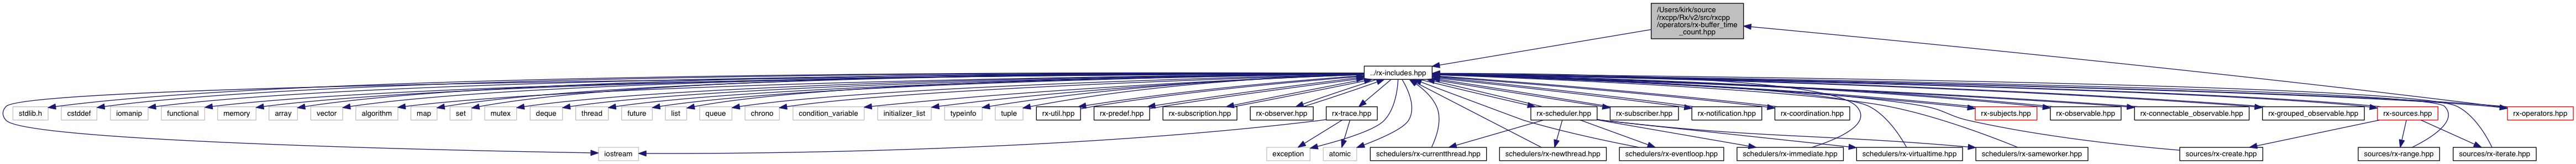 /Users/kirk/source
/rxcpp/Rx/v2/src/rxcpp
/operators/rx-buffer_time
_count.hpp
../rx-includes.hpp
stdlib.h
cstddef
iomanip
functional
memory
array
vector
algorithm
map
set
mutex
deque
thread
future
list
queue
chrono
condition_variable
initializer_list
typeinfo
tuple
rx-util.hpp
rx-predef.hpp
rx-subscription.hpp
rx-observer.hpp
rx-trace.hpp
rx-scheduler.hpp
rx-subscriber.hpp
rx-notification.hpp
rx-coordination.hpp
rx-subjects.hpp
rx-observable.hpp
rx-connectable_observable.hpp
rx-grouped_observable.hpp
rx-sources.hpp
rx-operators.hpp
iostream
exception
atomic
schedulers/rx-currentthread.hpp
schedulers/rx-newthread.hpp
schedulers/rx-eventloop.hpp
schedulers/rx-immediate.hpp
schedulers/rx-virtualtime.hpp
schedulers/rx-sameworker.hpp
sources/rx-create.hpp
sources/rx-range.hpp
sources/rx-iterate.hpp